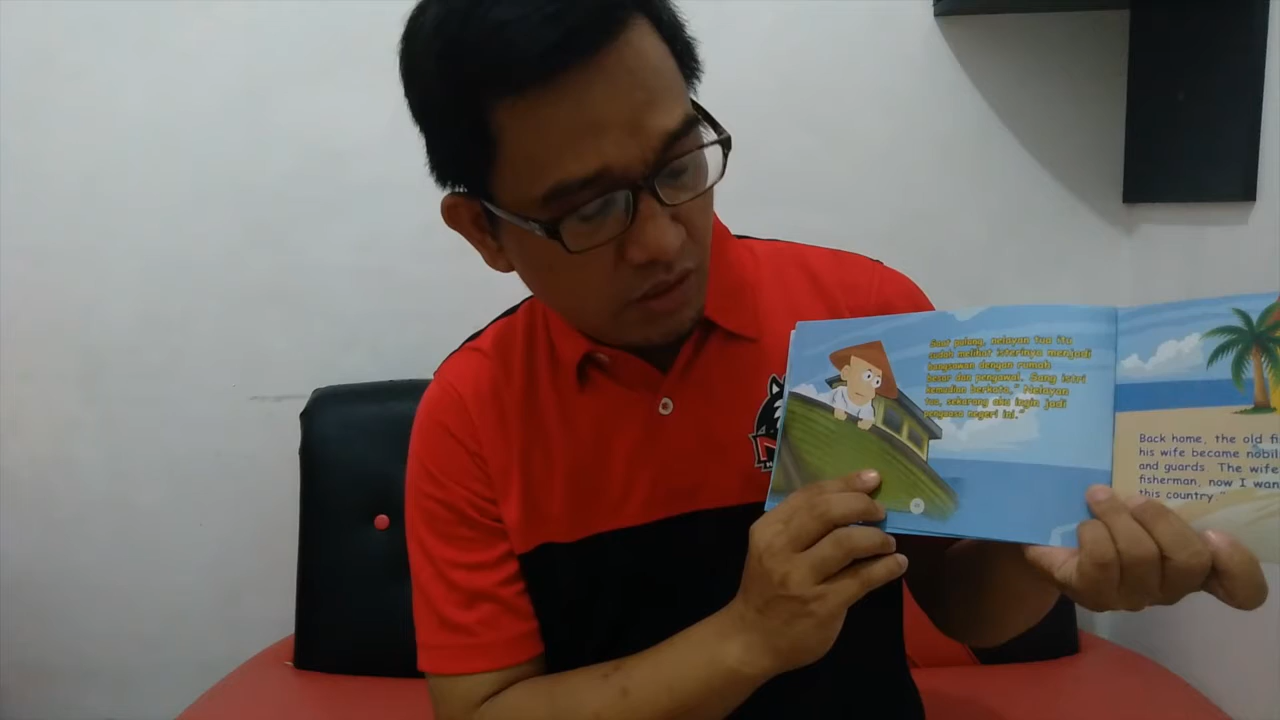 Saat pulang, nelayan tua itu
sudah melihat isterinya menjadi
bangsawan dengan rumah
besar dan pengawal. Sang istri
kemudian berkata, " Nelayan
tua, sekarang aku ingin jadi
penguasa negeri ini."
Back home, the old fi
his wife became nobil
and guards. The wife
fisherman, now I wan
this country."